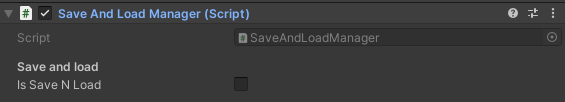 Save And Load Manager (Script)
Script SaveAndLoadManager
Save and load
Is Save N Load